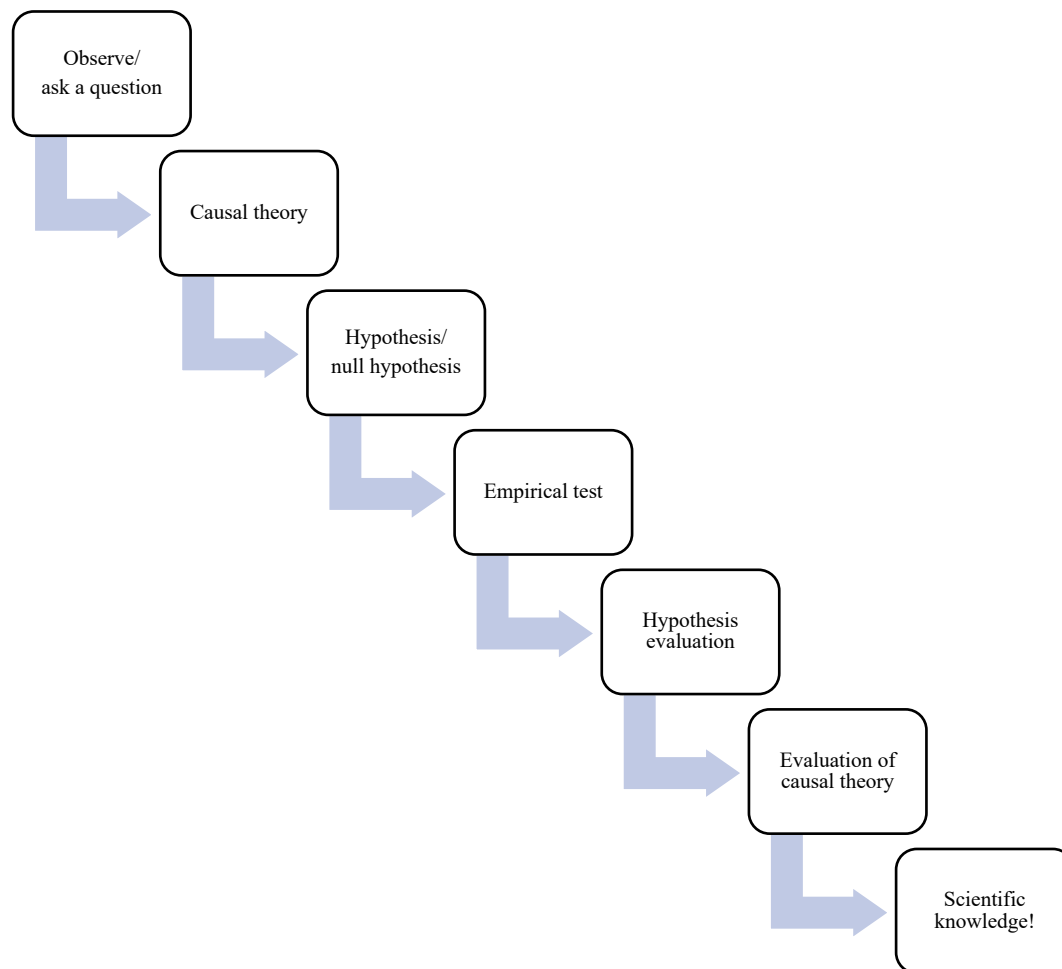 Observe/
ask a question
Causal theory
Hypothesis/
null hypothesis
Empirical test
Hypothesis
evaluation
Evaluation of
causal theory
Scientific
knowledge!